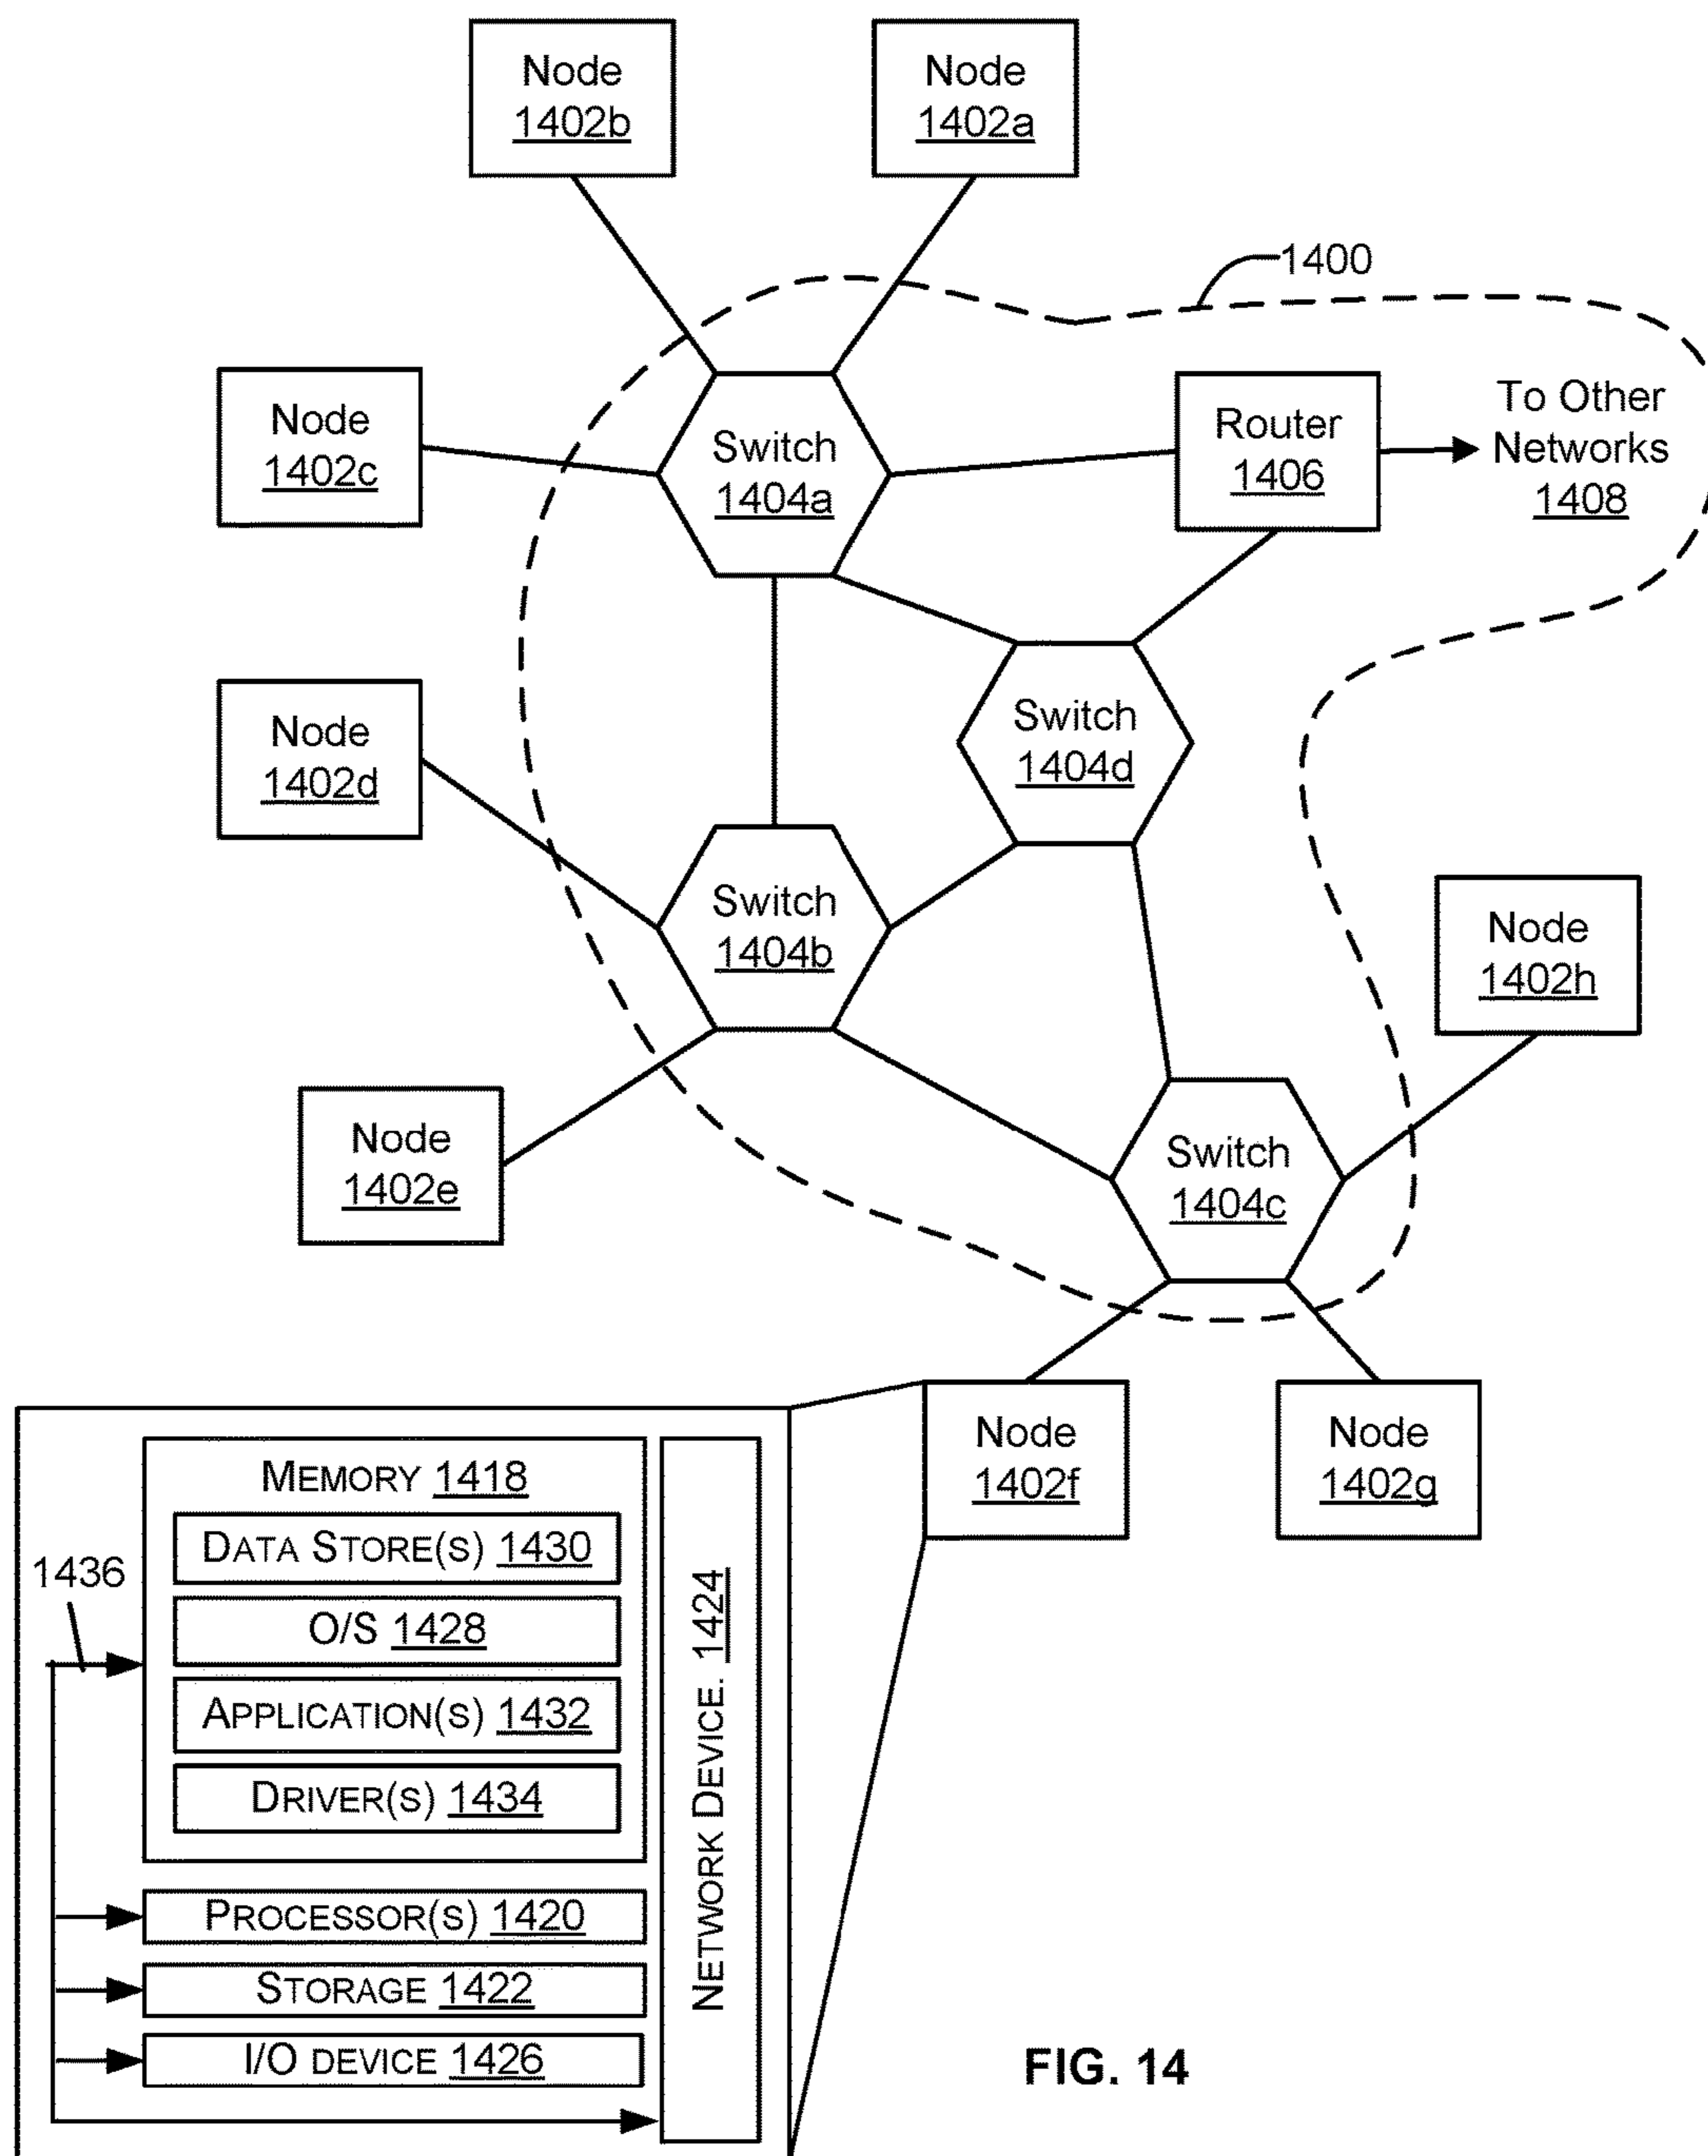 Node
1402b
Node
1402a
1400
Node
1402c
Switch
1404a
Router
1406
To Other
Networks
1408
Node
1402d
Switch
1404d
Switch
1404b
Node
1402h
Node
1402e
Switch
1404c
Node
1402f
Node
1402g
MEMORY 1418
DATA STORE(S) 1430
1436
O/S 1428
APPLICATION(S) 1432
DRIVER(S) 1434
NETWORK DEVICE. 1424
PROCESSOR(S) 1420
STORAGE 1422
I/O DEVICE 1426
FIG. 14